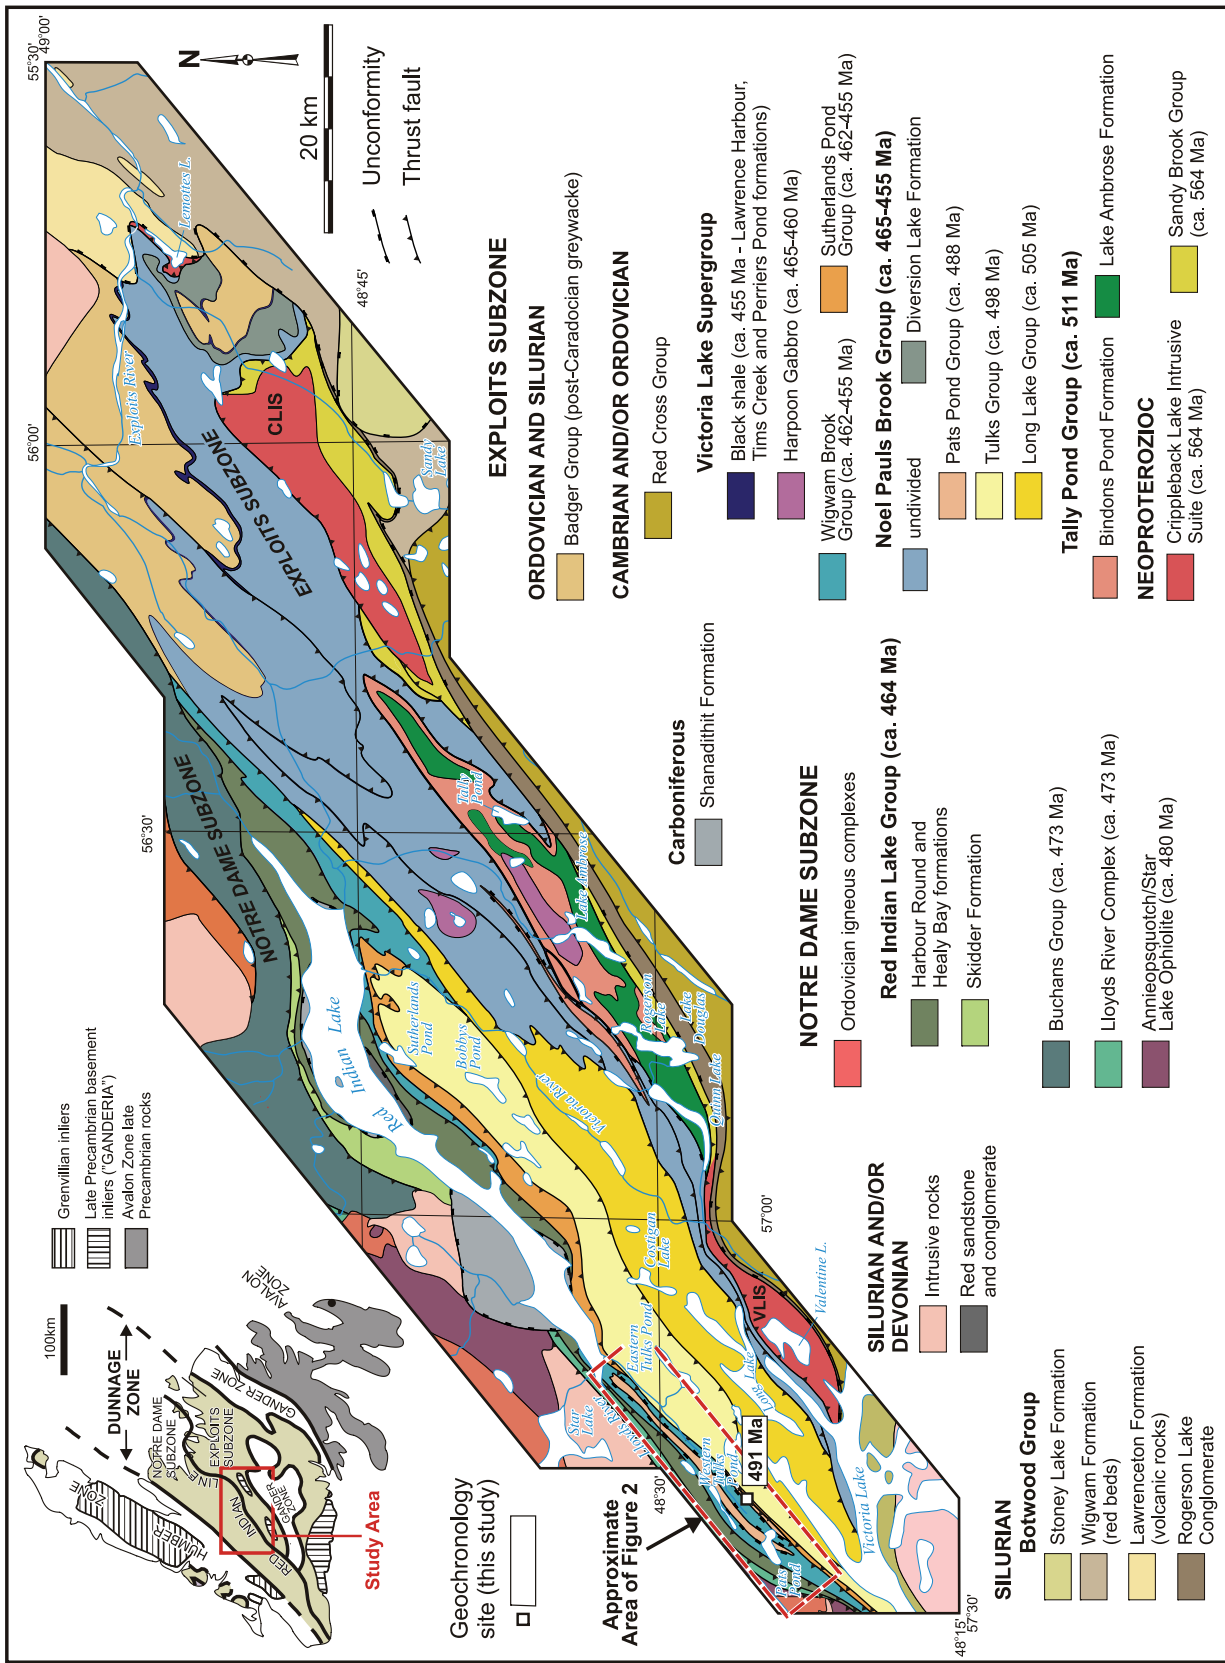 55°30'
49°00'
N
20 km
Unconformity
Thrust fault
48°45'
56°00'
56°30'
57°00'
48°30'
48°15'
57°30'
Lemottes L.
Exploits River
EXPLOITS SUBZONE
CLIS
Sandy
Lake
NOTRE DAME SUBZONE
Tally
Pond
Lake Ambrose
Rogerson
Lake
Lake
Douglas
Quinn Lake
Red Indian Lake
Sutherlands
Pond
Bobbys
Pond
Victoria River
Costigan
Lake
Valentine L.
VLIS
Long Lake
Eastern
Tulks Pond
Lloyds River
Star
Lake
Western
Tulks
Pond
491 Ma
Pats
Pond
Victoria Lake
Grenvillian inliers
Late Precambrian basement
inliers ("GANDERIA")
Avalon Zone late
Precambrian rocks
100km
DUNNAGE
ZONE
AVALON
ZONE
GANDER ZONE
NOTRE DAME
SUBZONE
EXPLOITS
SUBZONE
GANDER
ZONE
RED INDIAN LINE
HUMBER
ZONE
Study Area
Geochronology
site (this study)
Approximate
Area of Figure 2
EXPLOITS SUBZONE
ORDOVICIAN AND SILURIAN
Badger Group (post-Caradocian greywacke)
CAMBRIAN AND/OR ORDOVICIAN
Red Cross Group
Victoria Lake Supergroup
Black shale (ca. 455 Ma - Lawrence Harbour,
Tims Creek and Perriers Pond formations)
Harpoon Gabbro (ca. 465-460 Ma)
Wigwam Brook
Group (ca. 462-455 Ma)
Sutherlands Pond
Group (ca. 462-455 Ma)
Noel Pauls Brook Group (ca. 465-455 Ma)
undivided
Diversion Lake Formation
Pats Pond Group (ca. 488 Ma)
Tulks Group (ca. 498 Ma)
Long Lake Group (ca. 505 Ma)
Tally Pond Group (ca. 511 Ma)
Bindons Pond Formation
Lake Ambrose Formation
NEOPROTEROZIOC
Crippleback Lake Intrusive
Suite (ca. 564 Ma)
Sandy Brook Group
(ca. 564 Ma)
Carboniferous
Shanadithit Formation
NOTRE DAME SUBZONE
Ordovician igneous complexes
Red Indian Lake Group (ca. 464 Ma)
Harbour Round and
Healy Bay formations
Skidder Formation
Buchans Group (ca. 473 Ma)
Lloyds River Complex (ca. 473 Ma)
Annieopsquotch/Star
Lake Ophiolite (ca. 480 Ma)
SILURIAN AND/OR
DEVONIAN
Intrusive rocks
Red sandstone
and conglomerate
SILURIAN
Botwood Group
Stoney Lake Formation
Wigwam Formation
(red beds)
Lawrenceton Formation
(volcanic rocks)
Rogerson Lake
Conglomerate